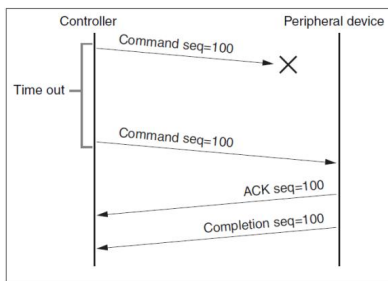 Controller
Peripheral device
Command seq=100
Time out
Command seq=100
ACK seq=100
Completion seq=100